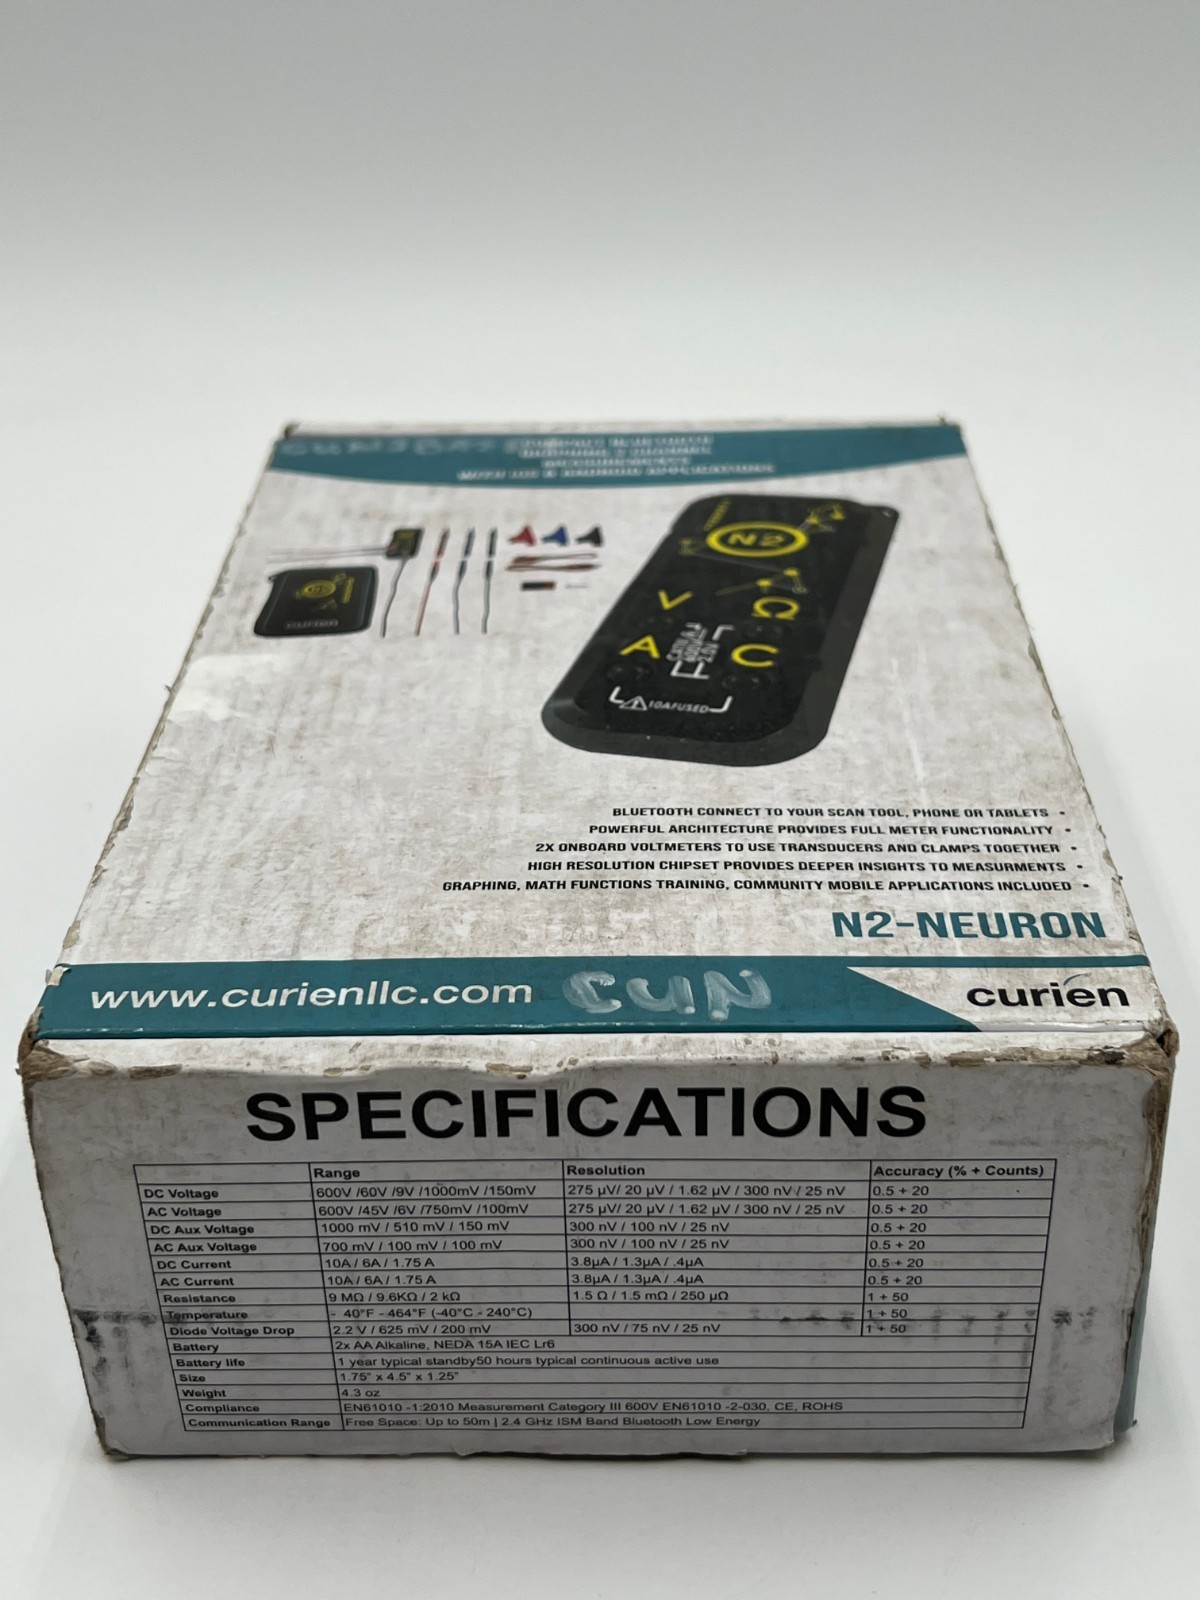 WITH IOS & ANDROID APPLICATIONS
N2
curien
V Ω
A C
CAT III
600V
2.0V
10A FUSED
BLUETOOTH CONNECT TO YOUR SCAN TOOL, PHONE OR TABLETS •
POWERFUL ARCHITECTURE PROVIDES FULL METER FUNCTIONALITY •
2X ONBOARD VOLTMETERS TO USE TRANSDUCERS AND CLAMPS TOGETHER •
HIGH RESOLUTION CHIPSET PROVIDES DEEPER INSIGHTS TO MEASURMENTS •
GRAPHING, MATH FUNCTIONS TRAINING, COMMUNITY MOBILE APPLICATIONS INCLUDED •
N2-NEURON
www.curienllc.com
curien
SPECIFICATIONS
Range Resolution Accuracy (% + Counts)
DC Voltage 600V /60V /9V /1000mV /150mV 275 µV/ 20 µV / 1.62 µV / 300 nV / 25 nV 0.5 + 20
AC Voltage 600V /45V /6V /750mV /100mV 275 µV/ 20 µV / 1.62 µV / 300 nV / 25 nV 0.5 + 20
DC Aux Voltage 1000 mV / 510 mV / 150 mV 300 nV / 100 nV / 25 nV 0.5 + 20
AC Aux Voltage 700 mV / 100 mV / 100 mV 300 nV / 100 nV / 25 nV 0.5 + 20
DC Current 10A / 6A / 1.75 A 3.8µA / 1.3µA / .4µA 0.5 + 20
AC Current 10A / 6A / 1.75 A 3.8µA / 1.3µA / .4µA 0.5 + 20
Resistance 9 MΩ / 9.6KΩ / 2 kΩ 1.5 Ω / 1.5 mΩ / 250 µΩ 1 + 50
Temperature - 40°F - 464°F (-40°C - 240°C) 1 + 50
Diode Voltage Drop 2.2 V / 625 mV / 200 mV 300 nV / 75 nV / 25 nV 1 + 50
Battery 2x AA Alkaline, NEDA 15A IEC Lr6
Battery life 1 year typical standby50 hours typical continuous active use
Size 1.75" x 4.5" x 1.25"
Weight 4.3 oz
Compliance EN61010 -1:2010 Measurement Category III 600V EN61010 -2-030, CE, ROHS
Communication Range Free Space: Up to 50m | 2.4 GHz ISM Band Bluetooth Low Energy